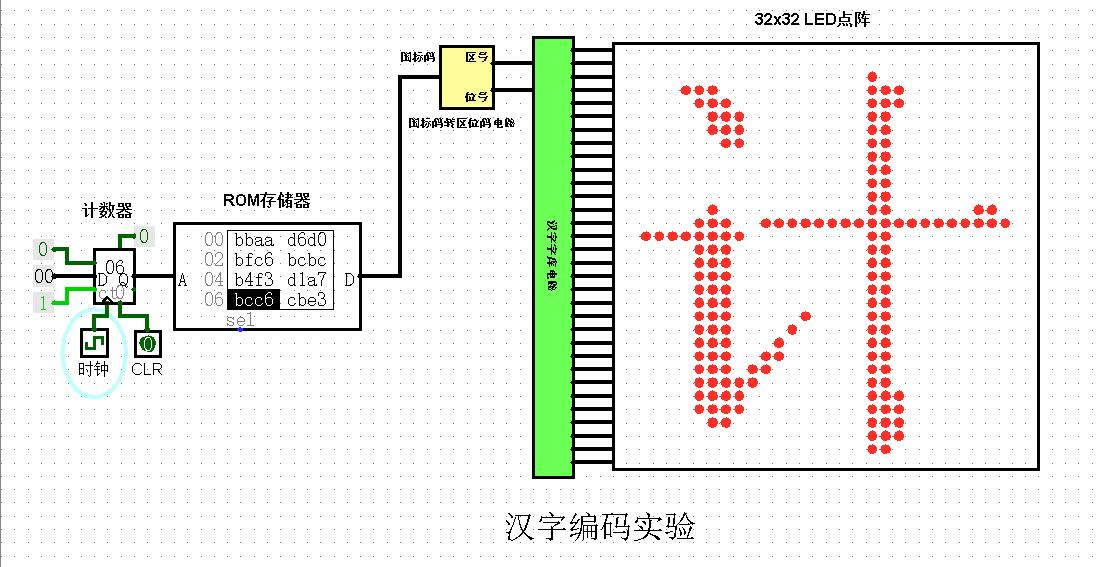 32x32 LED点阵
国标码 区号
位号
国标码转区位码电路
ROM存储器
计数器
0 0
00 06
D Q
1 ct0
时钟 0 CLR
A D
00 bbaa d6d0
02 bfc6 bcbc
04 b4f3 d1a7
06 bcc6 cbe3
sel
汉字字库电路
计
汉字编码实验